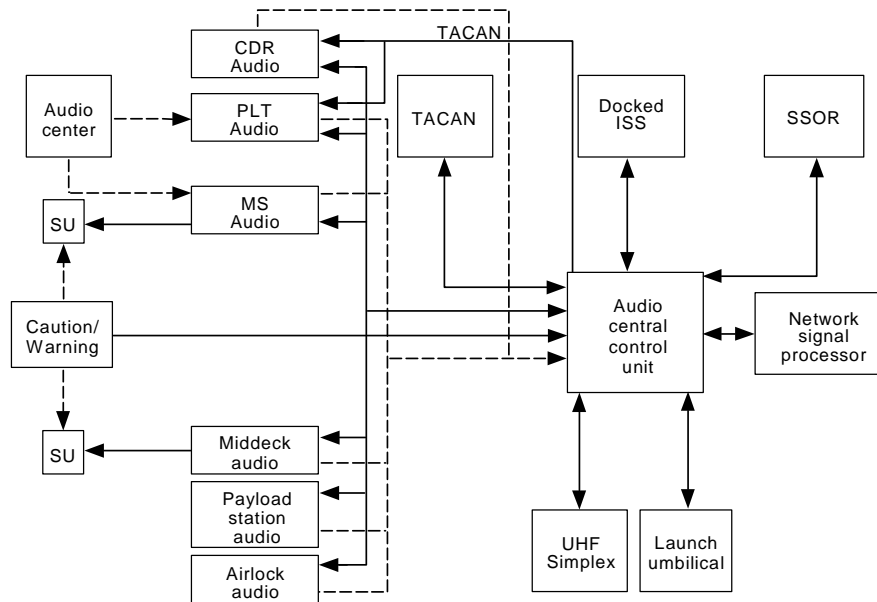 CDR
Audio
TACAN
Audio
center
PLT
Audio
TACAN
Docked
ISS
SSOR
MS
Audio
SU
Caution/
Warning
Audio
central
control
unit
Network
signal
processor
SU
Middeck
audio
Payload
station
audio
UHF
Simplex
Launch
umbilical
Airlock
audio